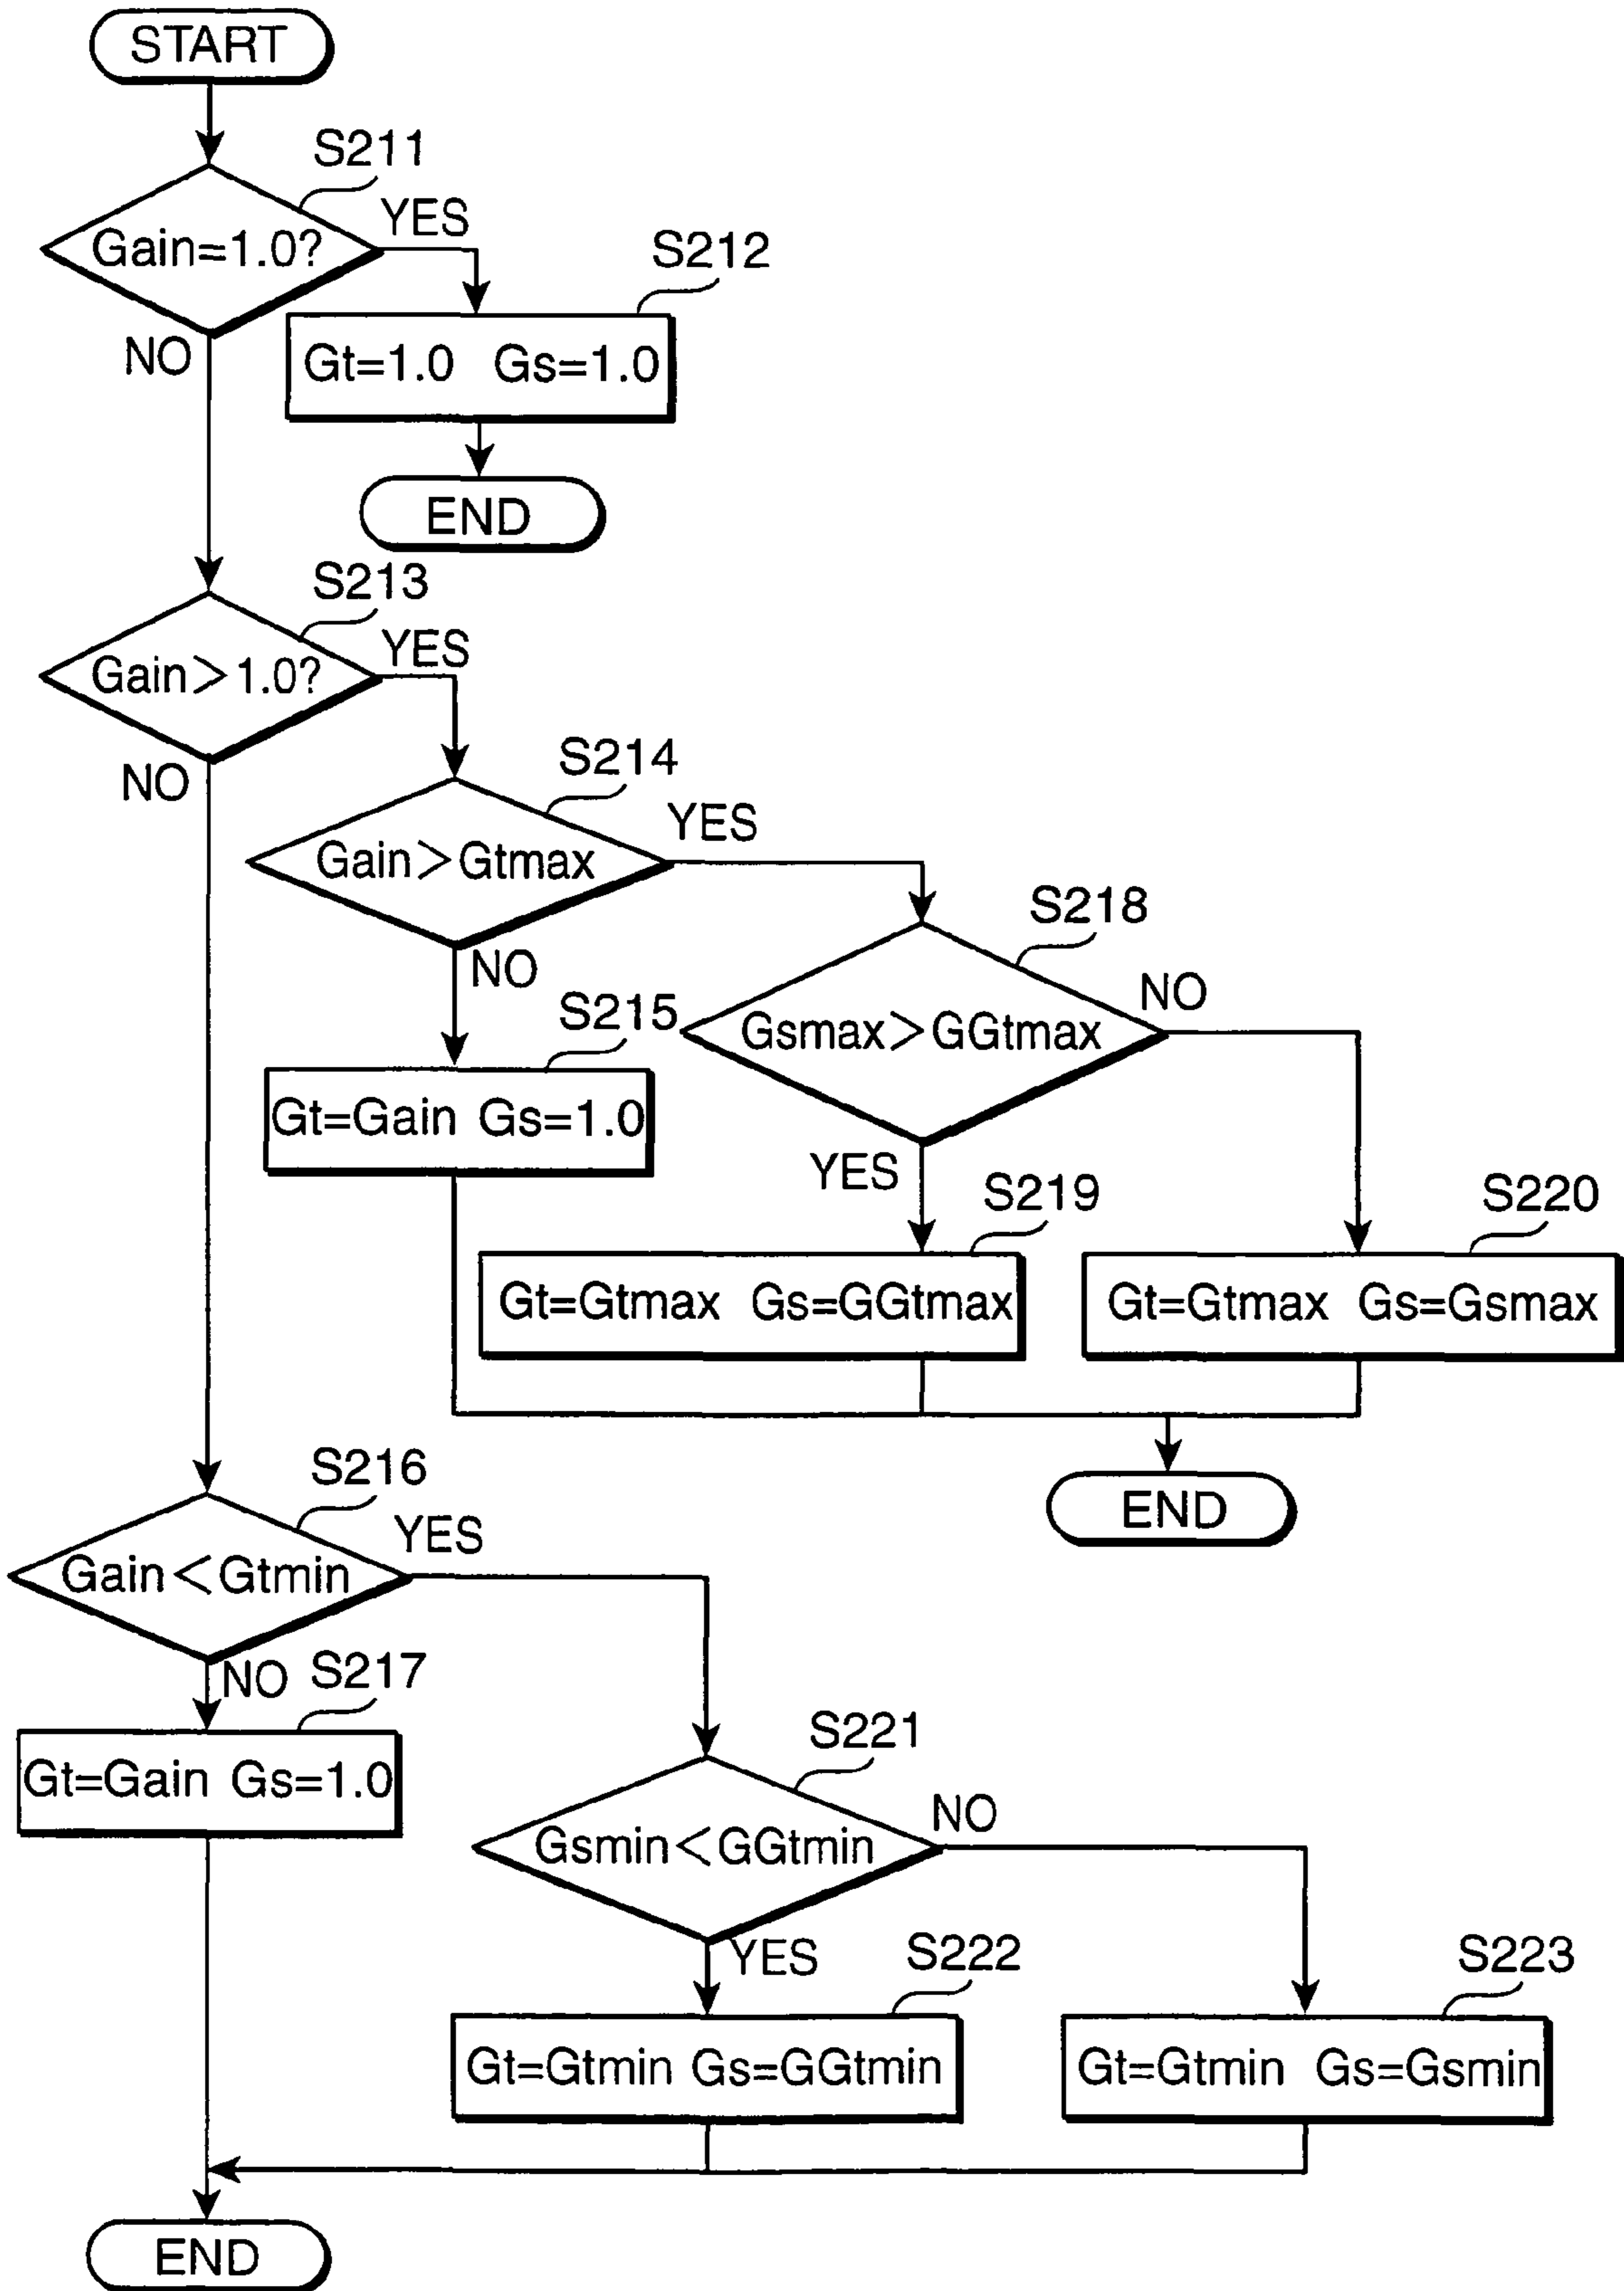 START
S211
Gain=1.0?
YES
NO
S212
Gt=1.0 Gs=1.0
END
S213
Gain>1.0?
YES
NO
S214
Gain>Gtmax
YES
NO
S215
Gt=Gain Gs=1.0
S218
Gsmax>GGtmax
NO
YES
S219
Gt=Gtmax Gs=GGtmax
S220
Gt=Gtmax Gs=Gsmax
END
S216
Gain<Gtmin
YES
NO
S217
Gt=Gain Gs=1.0
S221
Gsmin<GGtmin
NO
YES
S222
Gt=Gtmin Gs=GGtmin
S223
Gt=Gtmin Gs=Gsmin
END